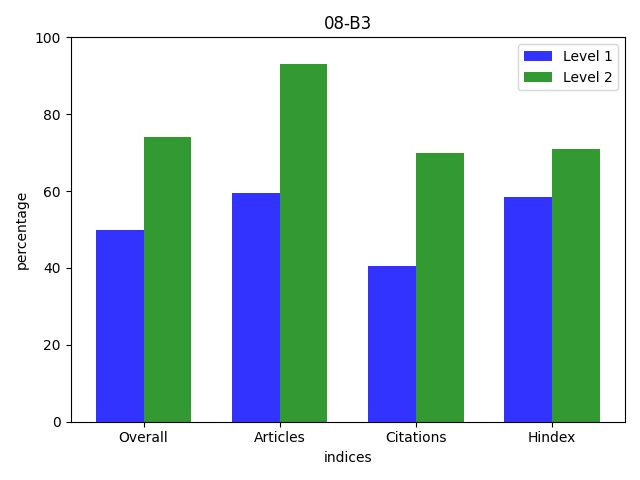 08-B3
Level 1
Level 2
percentage
100
80
60
40
20
0
Overall Articles Citations Hindex
indices